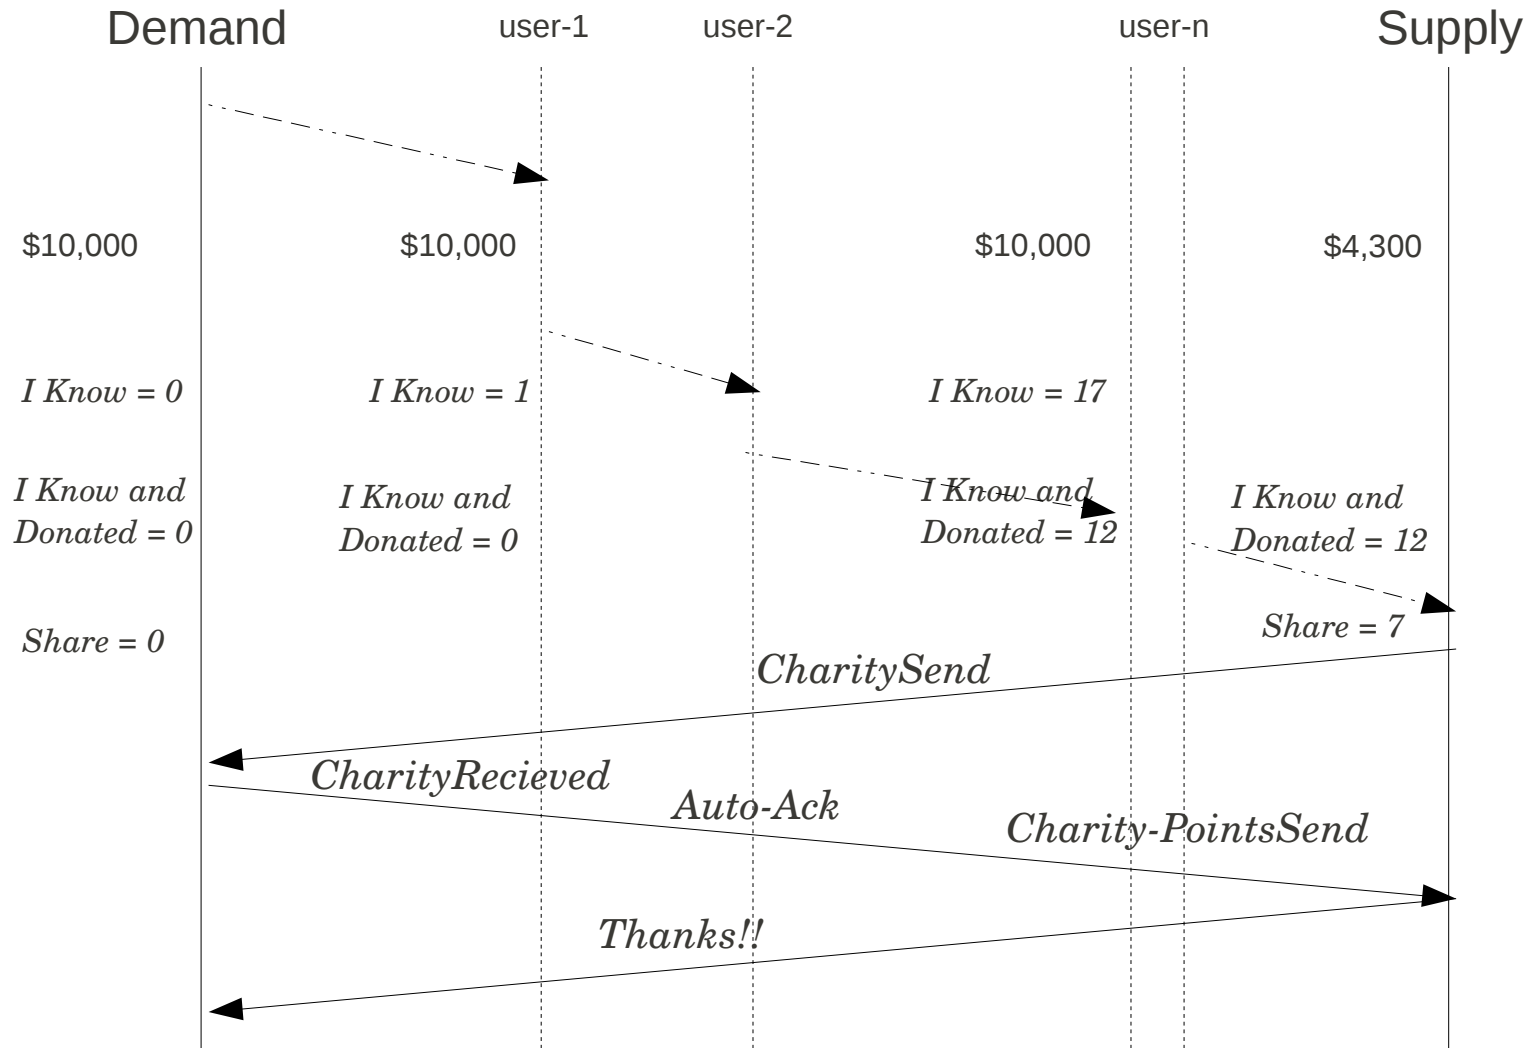 Demand
user-1
user-2
user-n
Supply
$10,000
$10,000
$10,000
$4,300
I Know = 0
I Know = 1
I Know = 17
I Know and
Donated = 0
I Know and
Donated = 0
I Know and
Donated = 12
I Know and
Donated = 12
Share = 0
Share = 7
CharitySend
CharityRecieved
Auto-Ack
Charity-PointsSend
Thanks!!